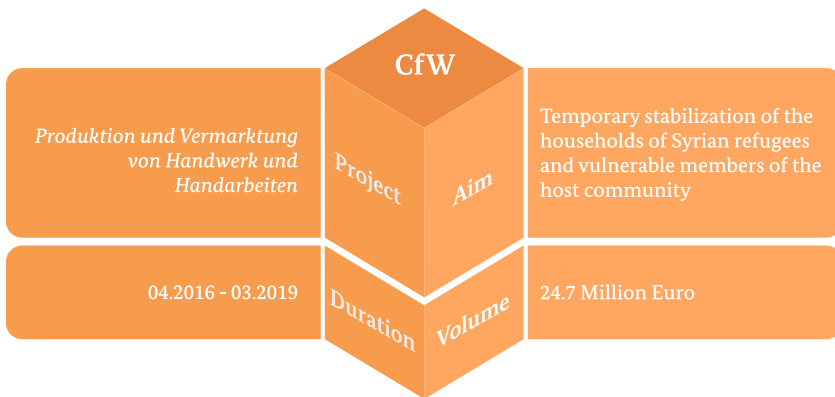 CfW
Produktion und Vermarktung
von Handwerk und
Handarbeiten
Project
Aim
Temporary stabilization of the
households of Syrian refugees
and vulnerable members of the
host community
04.2016 - 03.2019
Duration
Volume
24.7 Million Euro